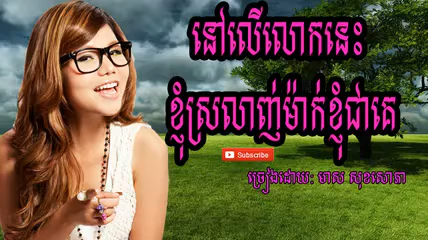 នៅលើលោកនេះ
ខ្ញុំស្រលាញ់ម៉ាក់ខ្ញុំជាគេ
Subscribe
ច្រៀងដោយ: មាស សុខសោភា